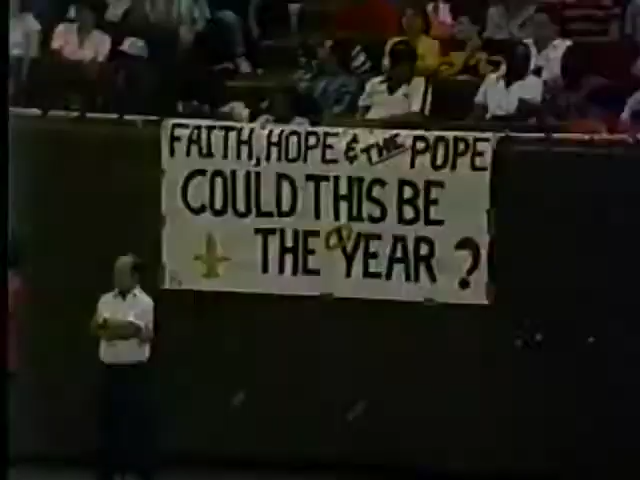 FAITH, HOPE & THE POPE
COULD THIS BE
THE YEAR ?